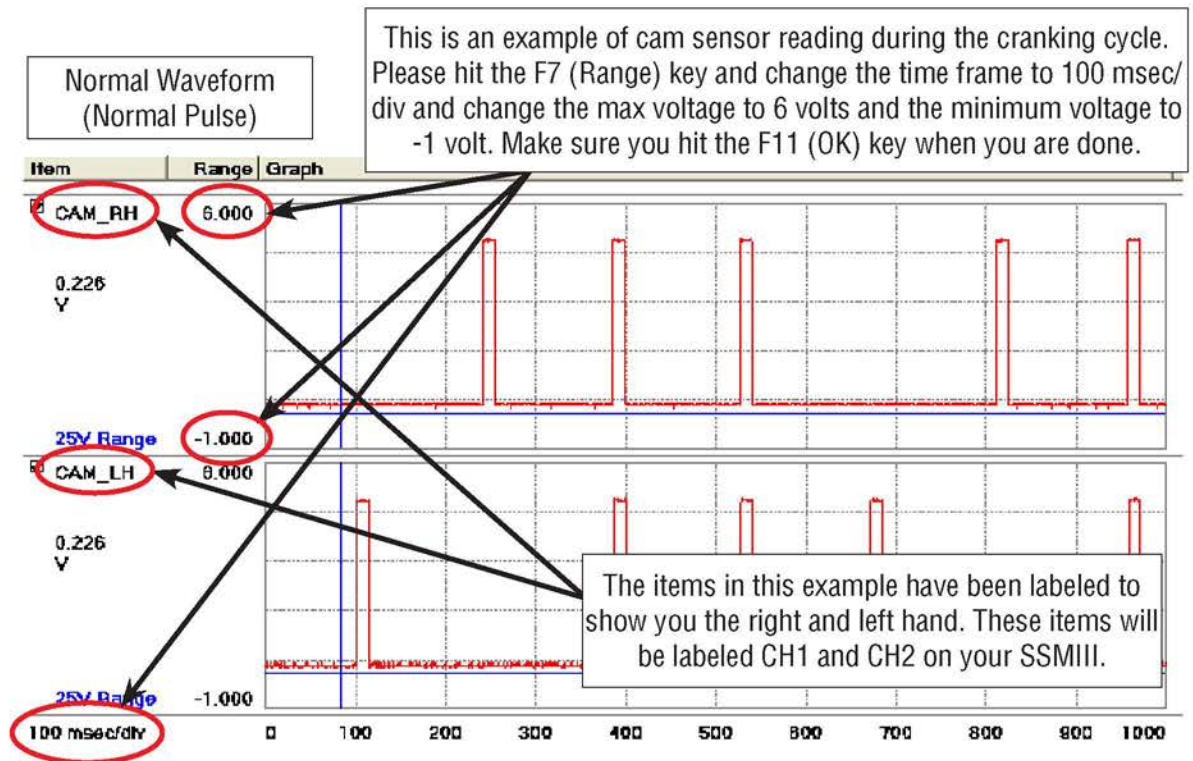 This is an example of cam sensor reading during the cranking cycle.
Please hit the F7 (Range) key and change the time frame to 100 msec/
div and change the max voltage to 6 volts and the minimum voltage to
-1 volt. Make sure you hit the F11 (OK) key when you are done.
Normal Waveform
(Normal Pulse)
Item Range Graph
CAM_RH 6.000
0.226
V
25V Range -1.000
CAM_LH 6.000
0.226
V
The items in this example have been labeled to
show you the right and left hand. These items will
be labeled CH1 and CH2 on your SSMIII.
25V Range -1.000
100 msec/div 0 100 200 300 400 500 600 700 800 900 1000